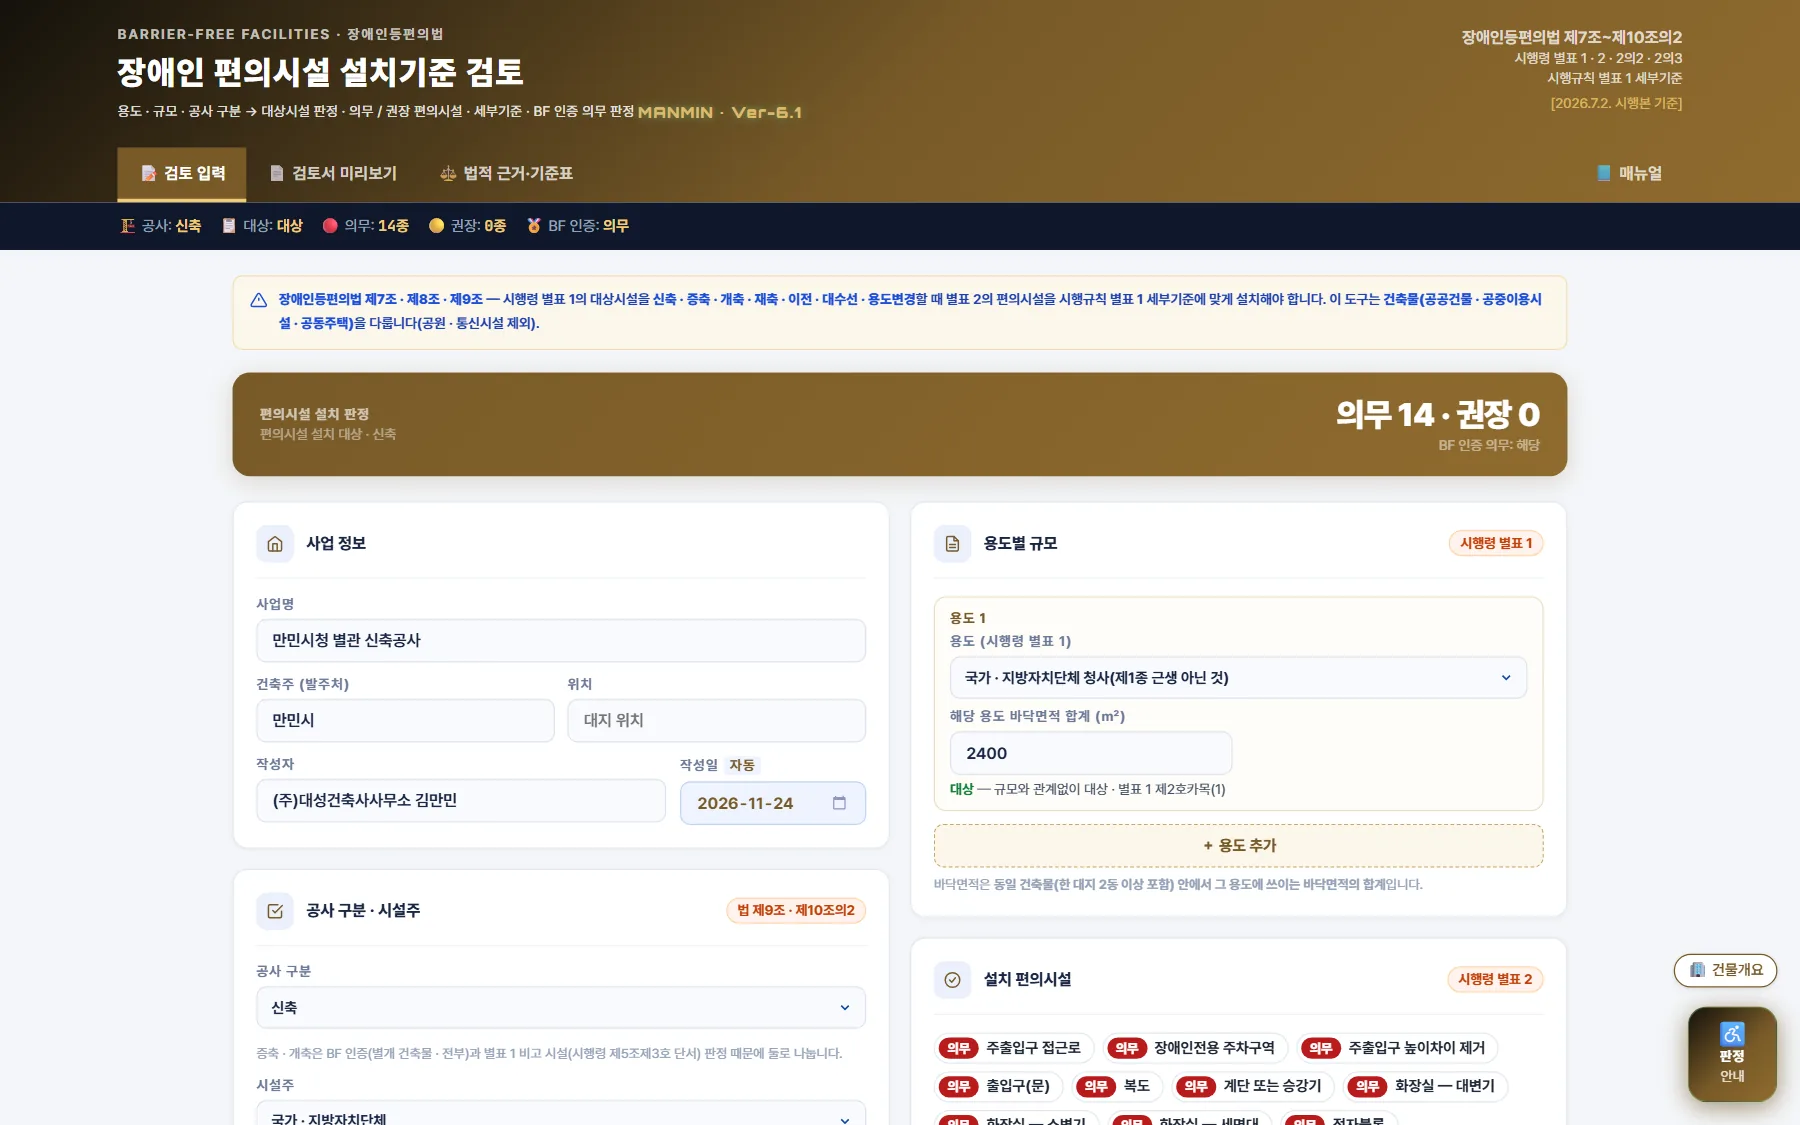 BARRIER-FREE FACILITIES · 장애인등편의법
장애인 편의시설 설치기준 검토
용도 · 규모 · 공사 구분 → 대상시설 판정 · 의무 / 권장 편의시설 · 세부기준 · BF 인증 의무 판정 MANMIN · Ver-6.1
장애인등편의법 제7조~제10조의2
시행령 별표 1 · 2 · 2의2 · 2의3
시행규칙 별표 1 세부기준
[2026.7.2. 시행본 기준]
검토 입력
검토서 미리보기
법적 근거·기준표
매뉴얼
공사: 신축
대상: 대상
의무: 14종
권장: 0종
BF 인증: 의무
장애인등편의법 제7조 · 제8조 · 제9조 — 시행령 별표 1의 대상시설을 신축 · 증축 · 개축 · 재축 · 이전 · 대수선 · 용도변경할 때 별표 2의 편의시설을 시행규칙 별표 1 세부기준에 맞게 설치해야 합니다. 이 도구는 건축물(공공건물 · 공중이용시
설 · 공동주택)을 다룹니다(공원 · 통신시설 제외).
편의시설 설치 판정
편의시설 설치 대상 · 신축
의무 14 · 권장 0
BF 인증 의무: 해당
사업 정보
사업명
만민시청 별관 신축공사
건축주 (발주처)
위치
만민시
대지 위치
작성자
작성일 자동
(주)대성건축사사무소 김만민
2026-11-24
공사 구분 · 시설주
법 제9조 · 제10조의2
공사 구분
신축
증축 · 개축은 BF 인증(별개 건축물 · 전부)과 별표 1 비고 시설(시행령 제5조제3호 단서) 판정 때문에 둘로 나눕니다.
시설주
국가 · 지방자치단체
용도별 규모
시행령 별표 1
용도 1
용도 (시행령 별표 1)
국가 · 지방자치단체 청사(제1종 근생 아닌 것)
해당 용도 바닥면적 합계 (m²)
2400
대상 — 규모와 관계없이 대상 · 별표 1 제2호카목(1)
+ 용도 추가
바닥면적은 동일 건축물(한 대지 2동 이상 포함) 안에서 그 용도에 쓰이는 바닥면적의 합계입니다.
설치 편의시설
시행령 별표 2
의무 주출입구 접근로
의무 장애인전용 주차구역
의무 주출입구 높이차이 제거
의무 출입구(문)
의무 복도
의무 계단 또는 승강기
의무 화장실 — 대변기
의무 화장실 — 소변기
의무 화장실 — 세면대
의무 점자블록
건물개요
판정
안내